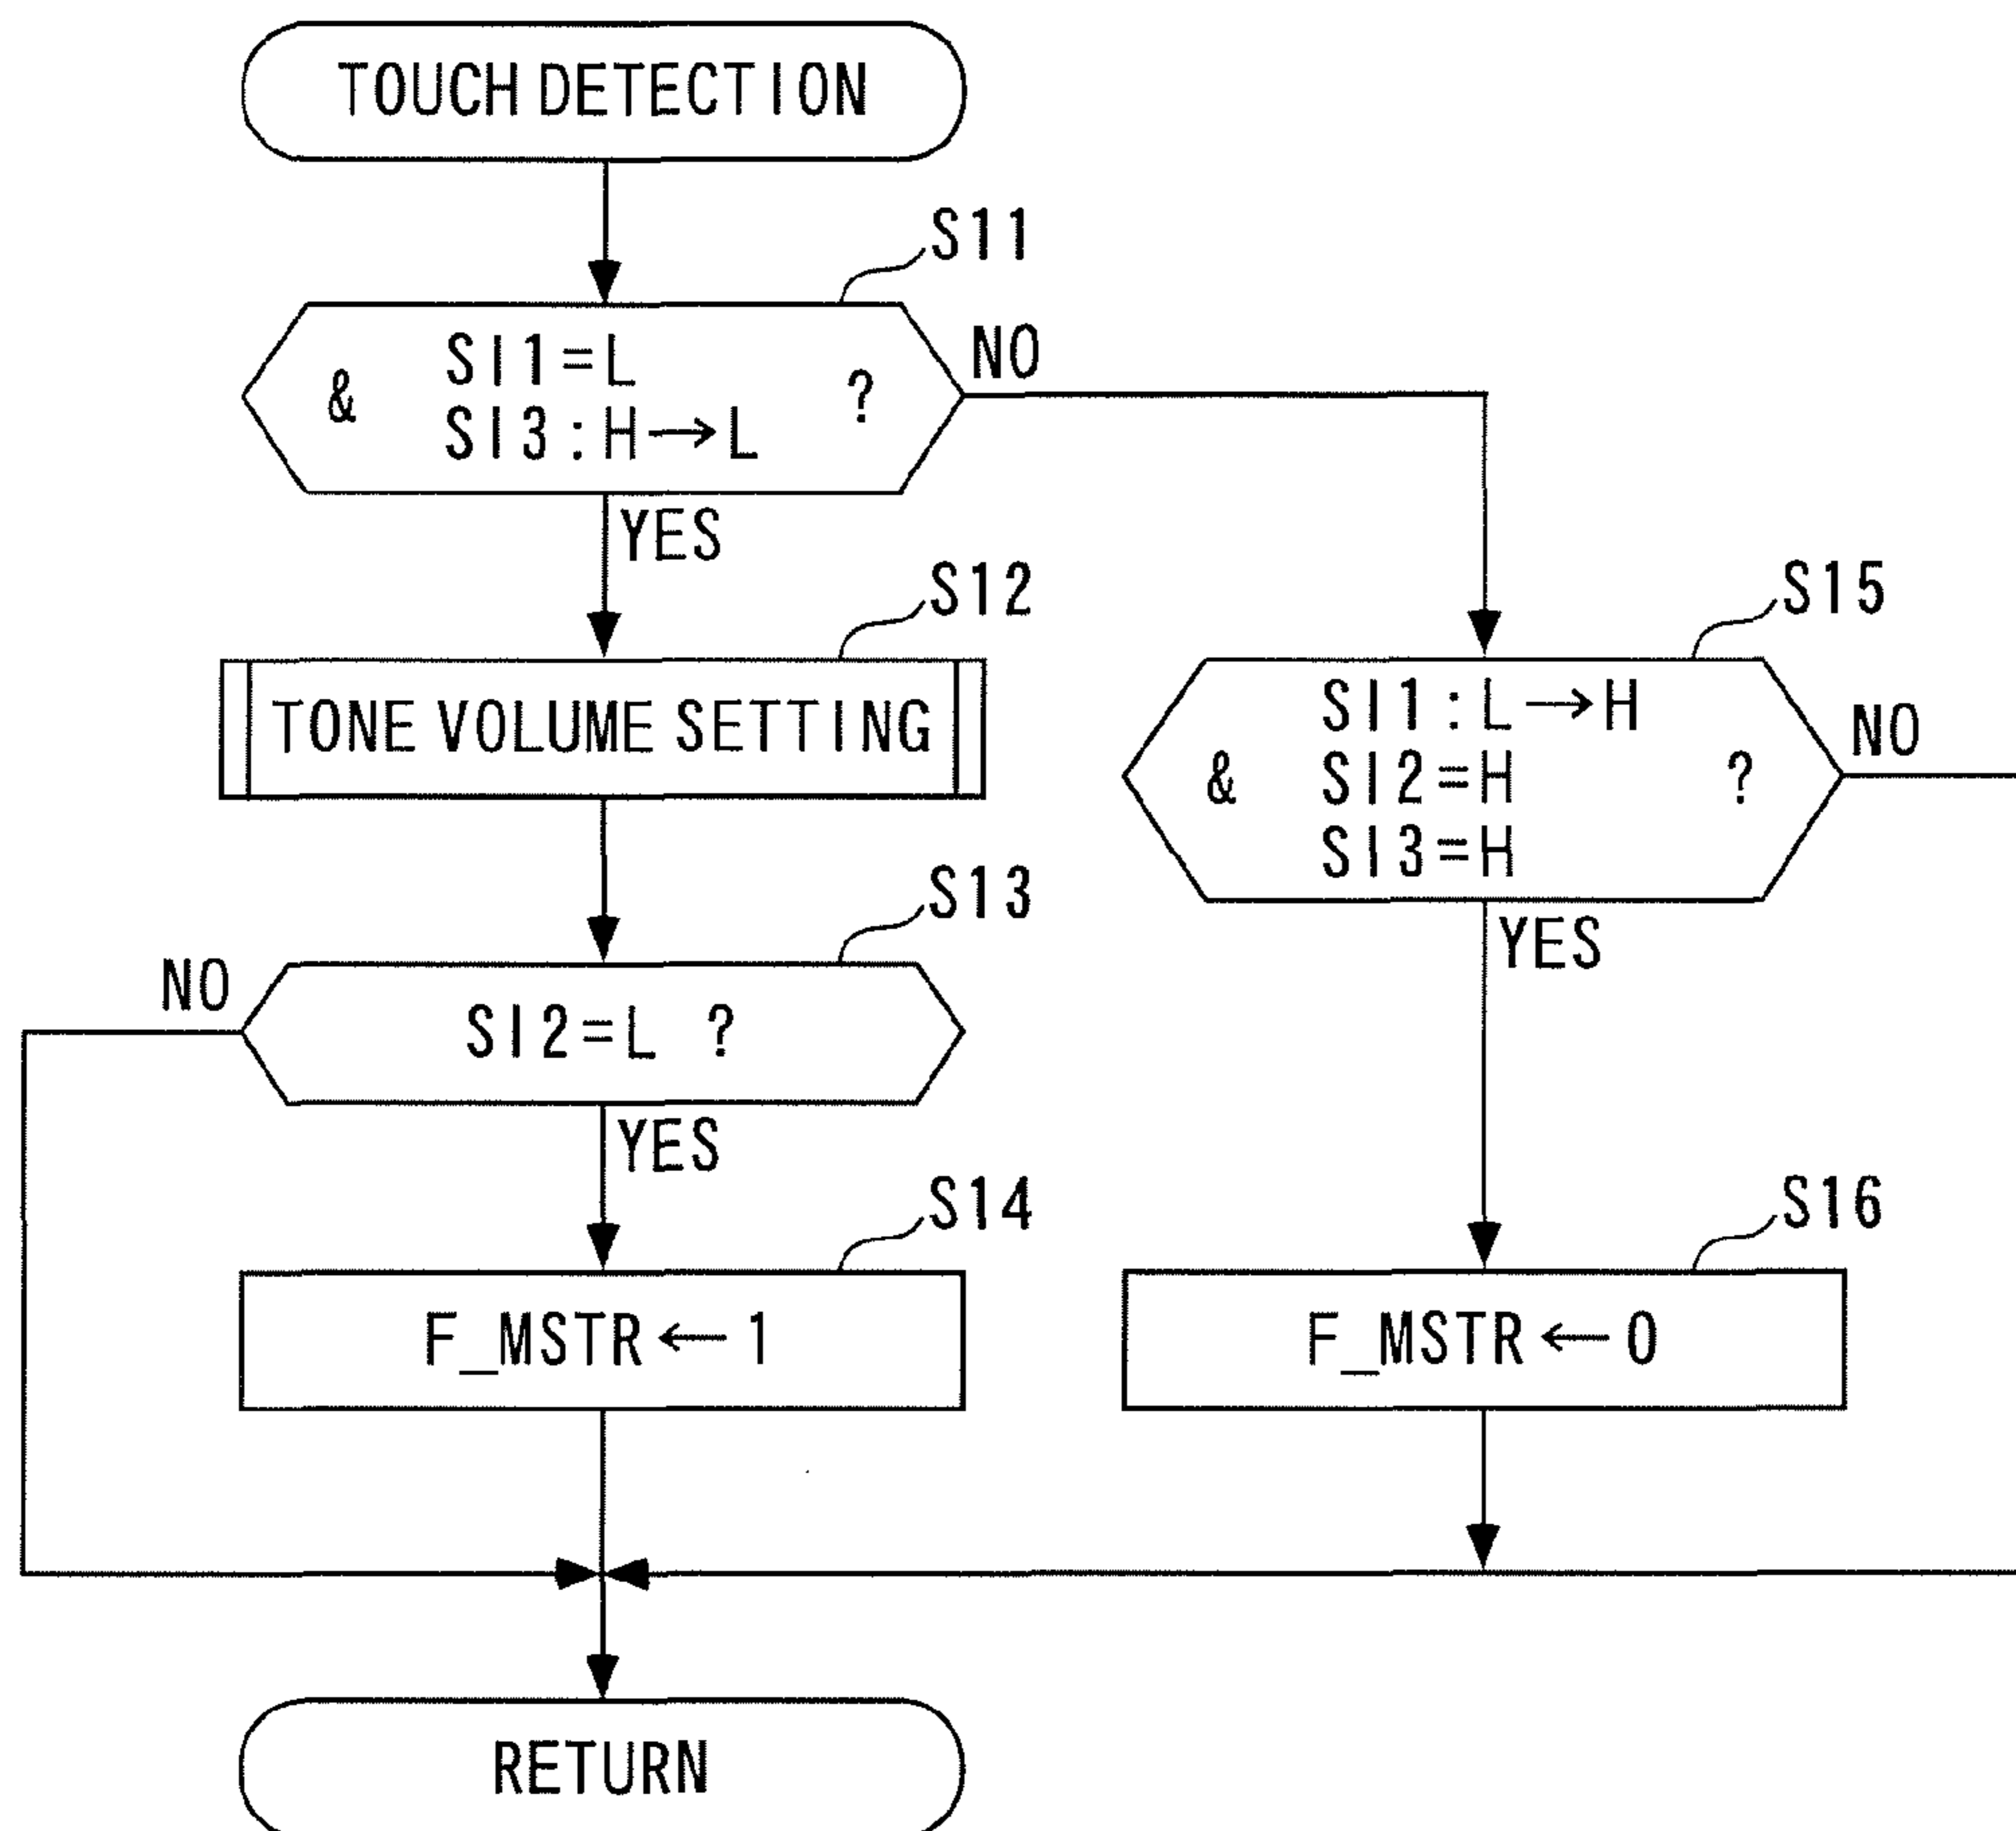 TOUCH DETECTION
S11
SI1=L
& ?
SI3:H→L
NO
YES
S12
TONE VOLUME SETTING
S13
NO
SI2=L ?
YES
S14
F_MSTR←1
S15
SI1:L→H
& SI2=H ?
SI3=H
NO
YES
S16
F_MSTR←0
RETURN